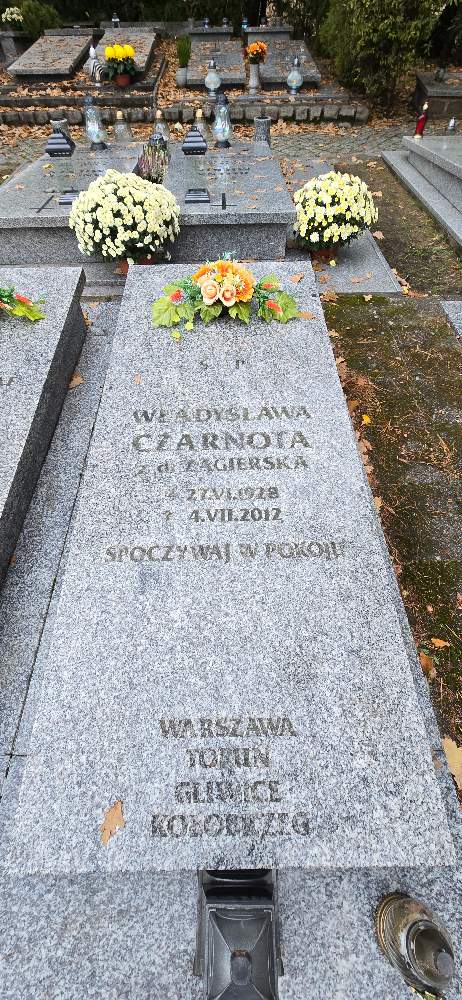 Ś P
WŁADYSŁAWA
CZARNOTA
z d. ZAGIERSKA
* 27.VI.1928
† 4.VII.2012
SPOCZYWAJ W POKOJU
WARSZAWA
TORUŃ
GLIWICE
KOŁOBRZEG